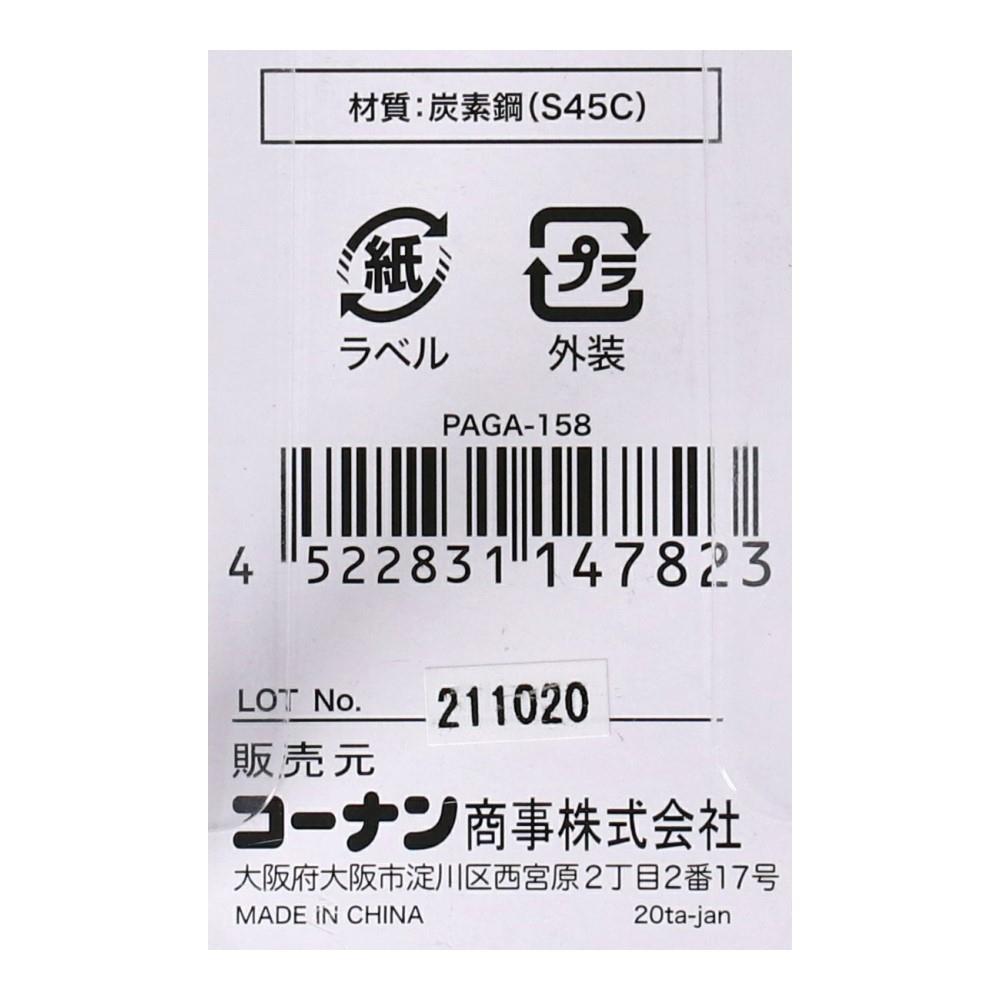 材質：炭素鋼（S45C）
紙 プラ
ラベル 外装
PAGA-158
4 522831 147823
LOT No. 211020
販売元
コーナン商事株式会社
大阪府大阪市淀川区西宮原2丁目2番17号
MADE IN CHINA 20ta-jan